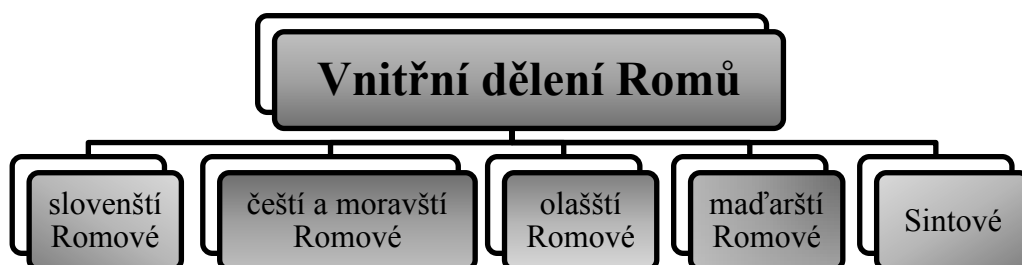 Vnitřní dělení Romů
slovenští
Romové
čeští a moravští
Romové
olašští
Romové
maďarští
Romové
Sintové